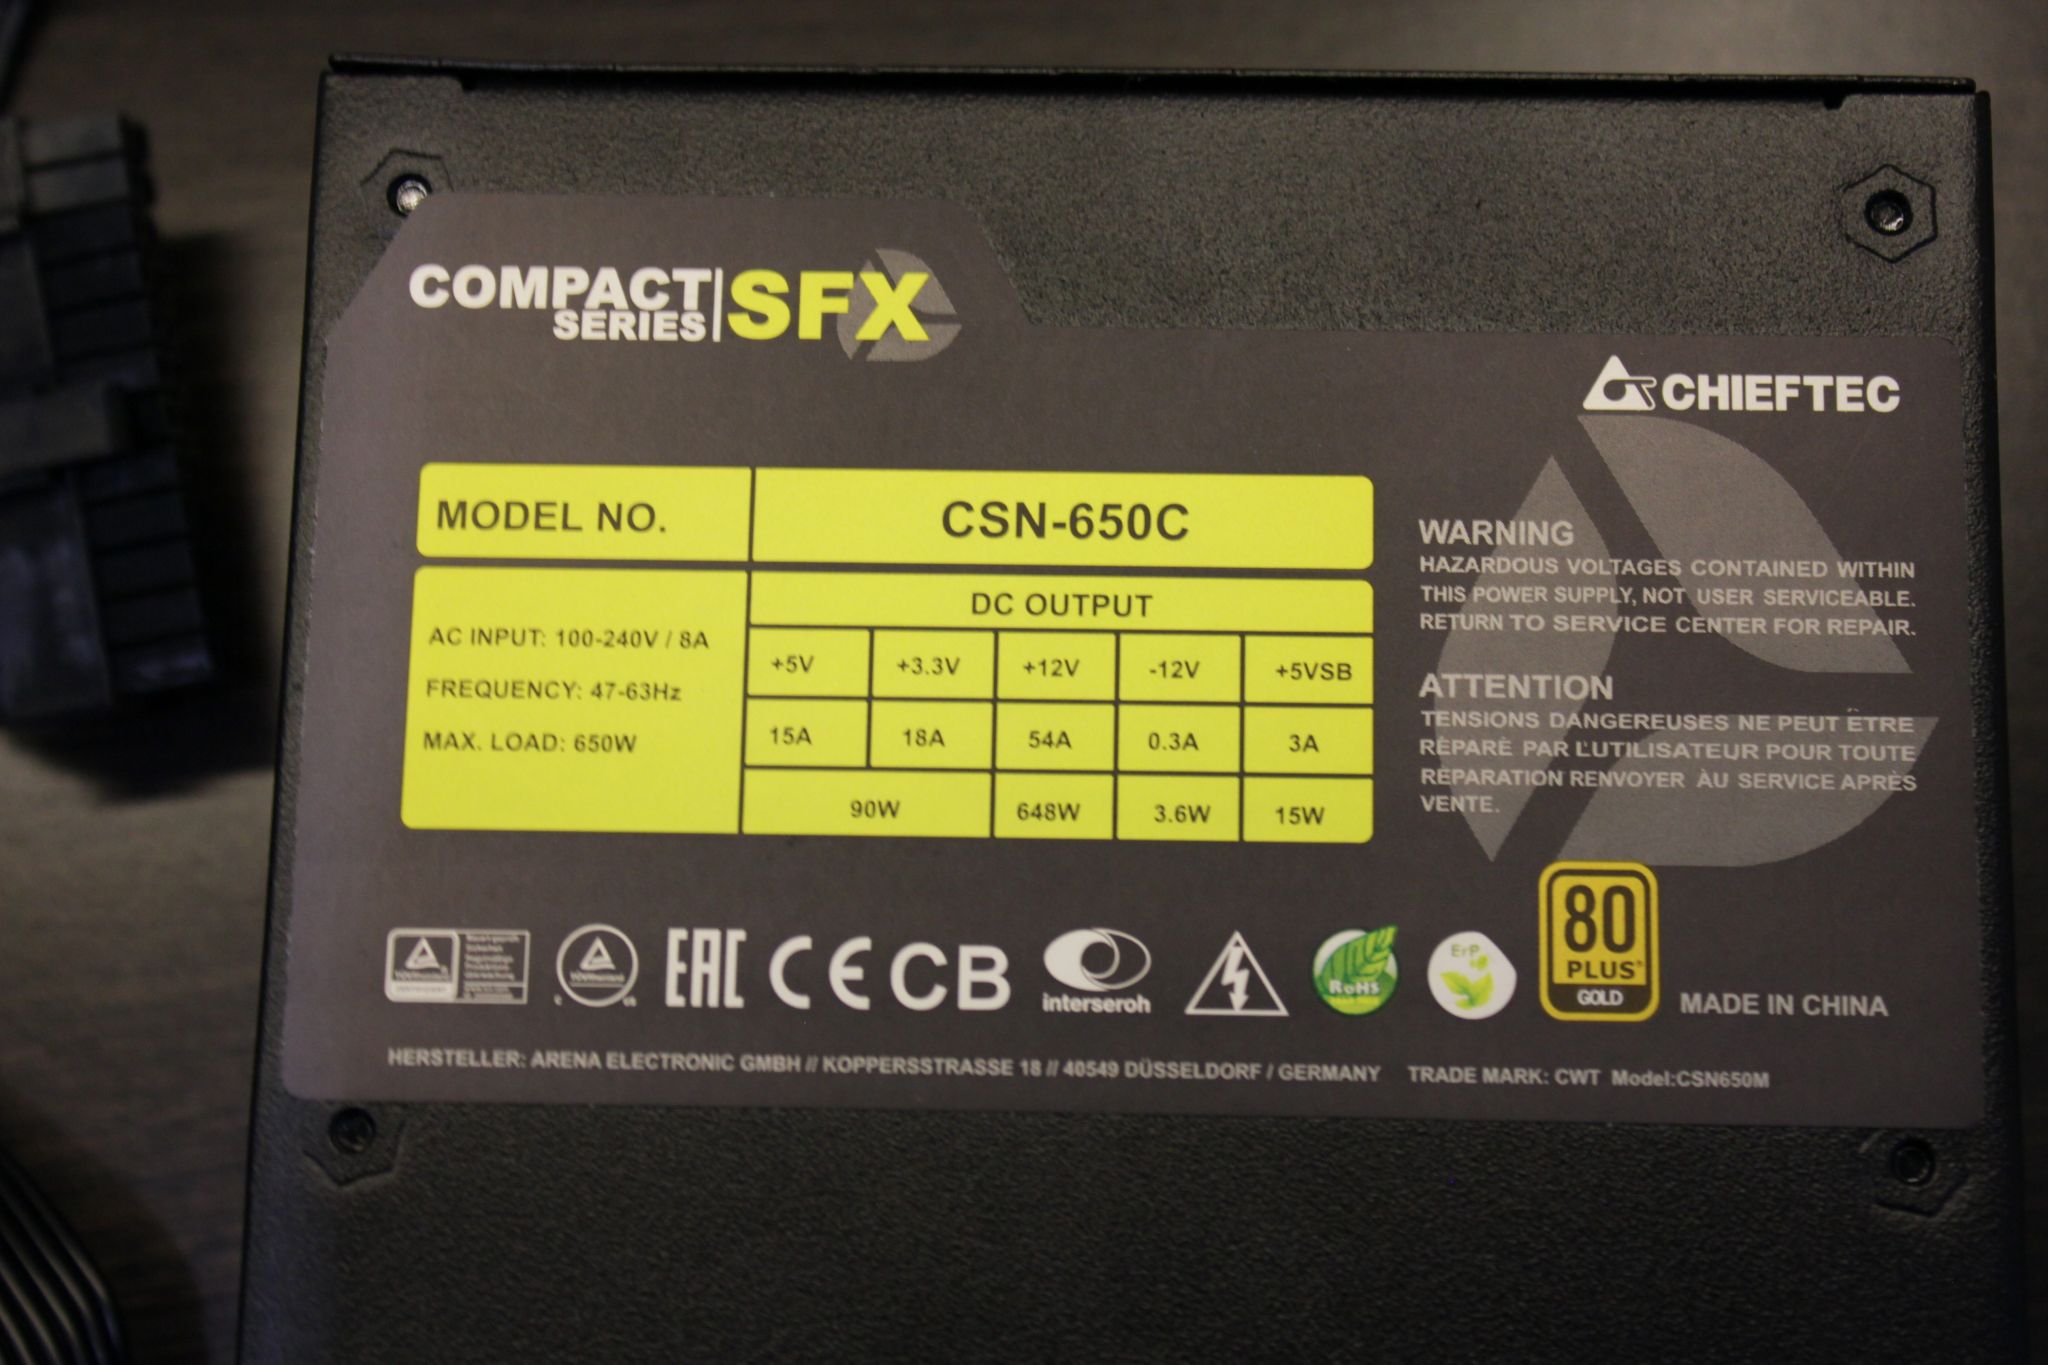 COMPACT SFX
SERIES
CHIEFTEC
MODEL NO. CSN-650C
DC OUTPUT
AC INPUT: 100-240V / 8A
FREQUENCY: 47-63Hz
MAX. LOAD: 650W
+5V +3.3V +12V -12V +5VSB
15A 18A 54A 0.3A 3A
90W 648W 3.6W 15W
WARNING
HAZARDOUS VOLTAGES CONTAINED WITHIN
THIS POWER SUPPLY, NOT USER SERVICEABLE.
RETURN TO SERVICE CENTER FOR REPAIR.
ATTENTION
TENSIONS DANGEREUSES NE PEUT ÊTRE
RÉPARÈ PAR L'UTILISATEUR POUR TOUTE
RÉPARATION RENVOYER ÀU SERVICE APRÈS
VENTE.
EAC CE CB
interseroh
RoHS
ErP
80
PLUS
GOLD
MADE IN CHINA
HERSTELLER: ARENA ELECTRONIC GMBH // KOPPERSSTRASSE 18 // 40549 DÜSSELDORF / GERMANY TRADE MARK: CWT Model:CSN650M